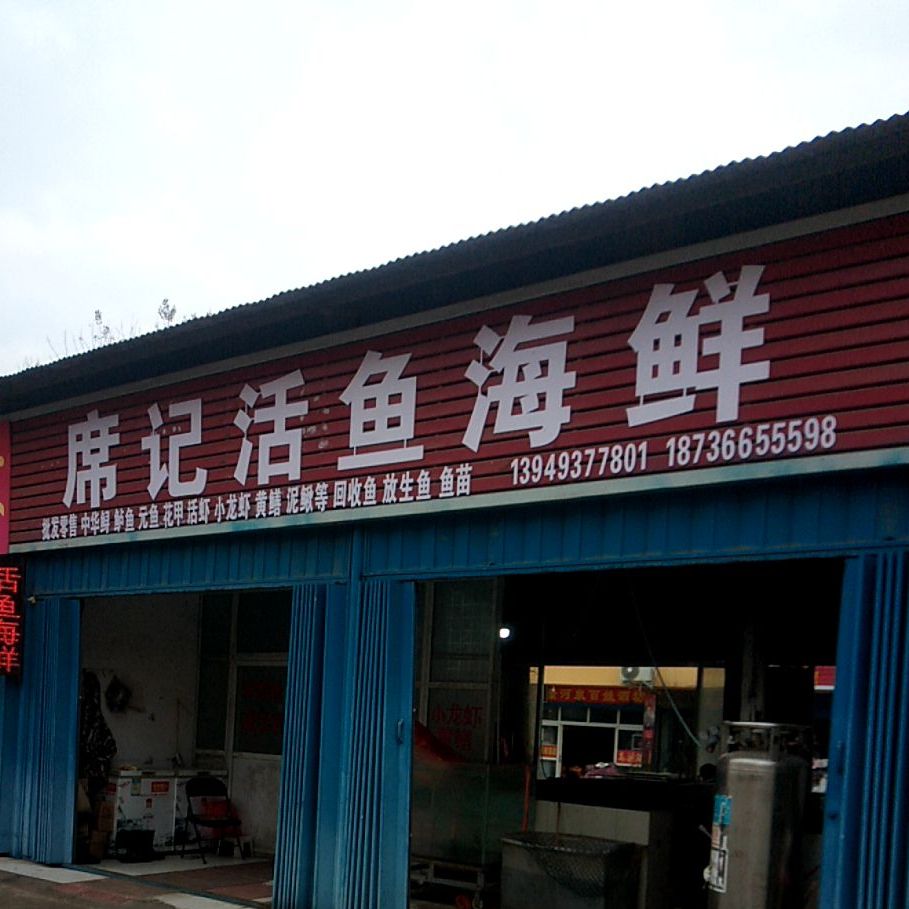 席记活鱼海鲜
批发零售 中华鲟 鲈鱼 元鱼 花甲 活虾 小龙虾 黄鳝 泥鳅等 回收鱼 放生鱼 鱼苗 13949377801 18736655598
活鱼海鲜
小龙虾